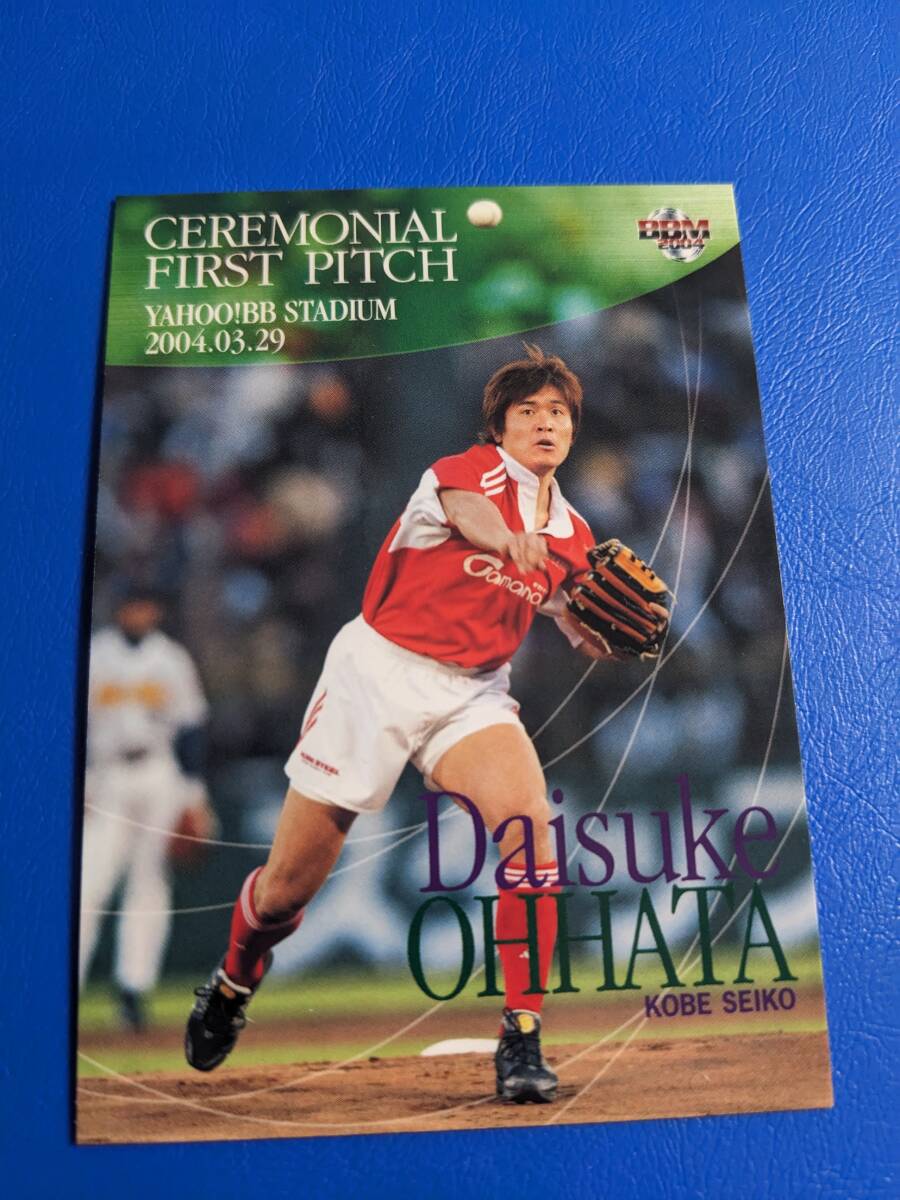 CEREMONIAL
FIRST PITCH
YAHOO!BB STADIUM
2004.03.29
BBM
2004
Daisuke
OHHATA
KOBE SEIKO